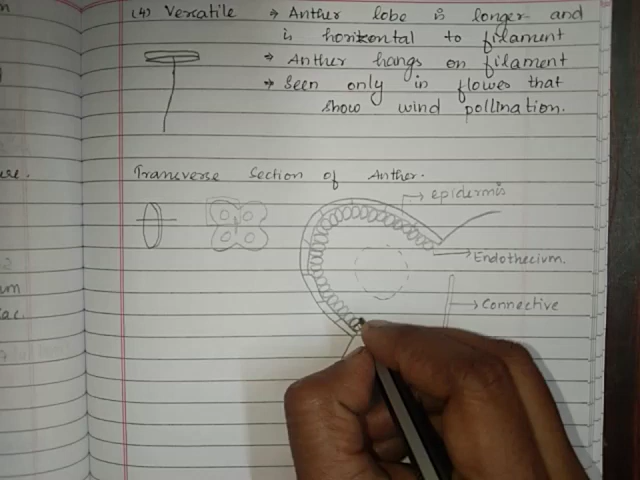 (4) Versatile → Anther lobe is longer and
is horizontal to filament
→ Anther hangs on filament
→ Seen only in flowes that
show wind pollination.
Transverse Section of Anther.
epidermis
Endothecium.
Connective